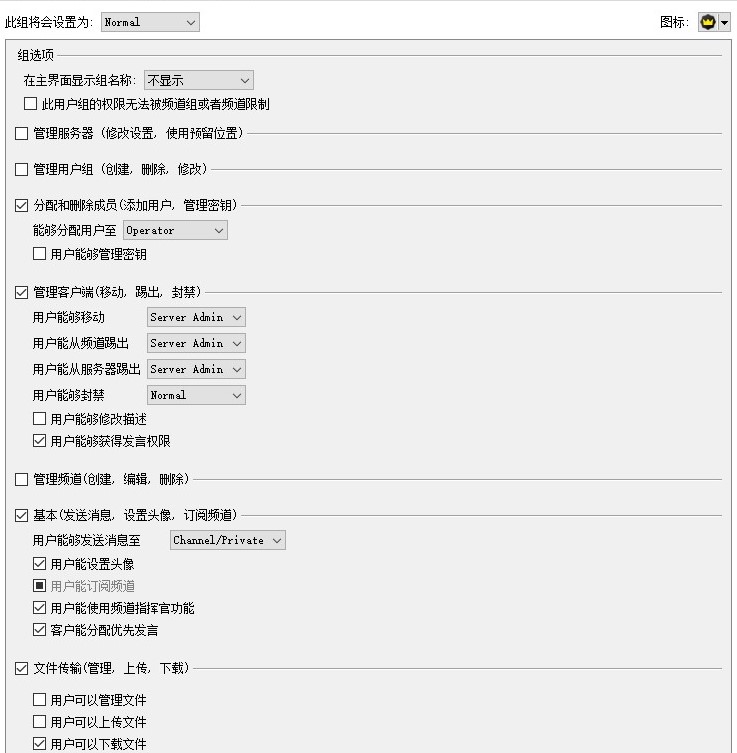 此组将会设置为: Normal 图标:
组选项
在主界面显示组名称: 不显示
此用户组的权限无法被频道组或者频道限制
管理服务器 (修改设置, 使用预留位置)
管理用户组 (创建, 删除, 修改)
分配和删除成员(添加用户, 管理密钥)
能够分配用户至 Operator
用户能够管理密钥
管理客户端(移动, 踢出, 封禁)
用户能够移动 Server Admin
用户能从频道踢出 Server Admin
用户能从服务器踢出 Server Admin
用户能够封禁 Normal
用户能够修改描述
用户能够获得发言权限
管理频道(创建, 编辑, 删除)
基本(发送消息, 设置头像, 订阅频道)
用户能够发送消息至 Channel/Private
用户能设置头像
用户能订阅频道
用户能使用频道指挥官功能
客户能分配优先发言
文件传输(管理, 上传, 下载)
用户可以管理文件
用户可以上传文件
用户可以下载文件